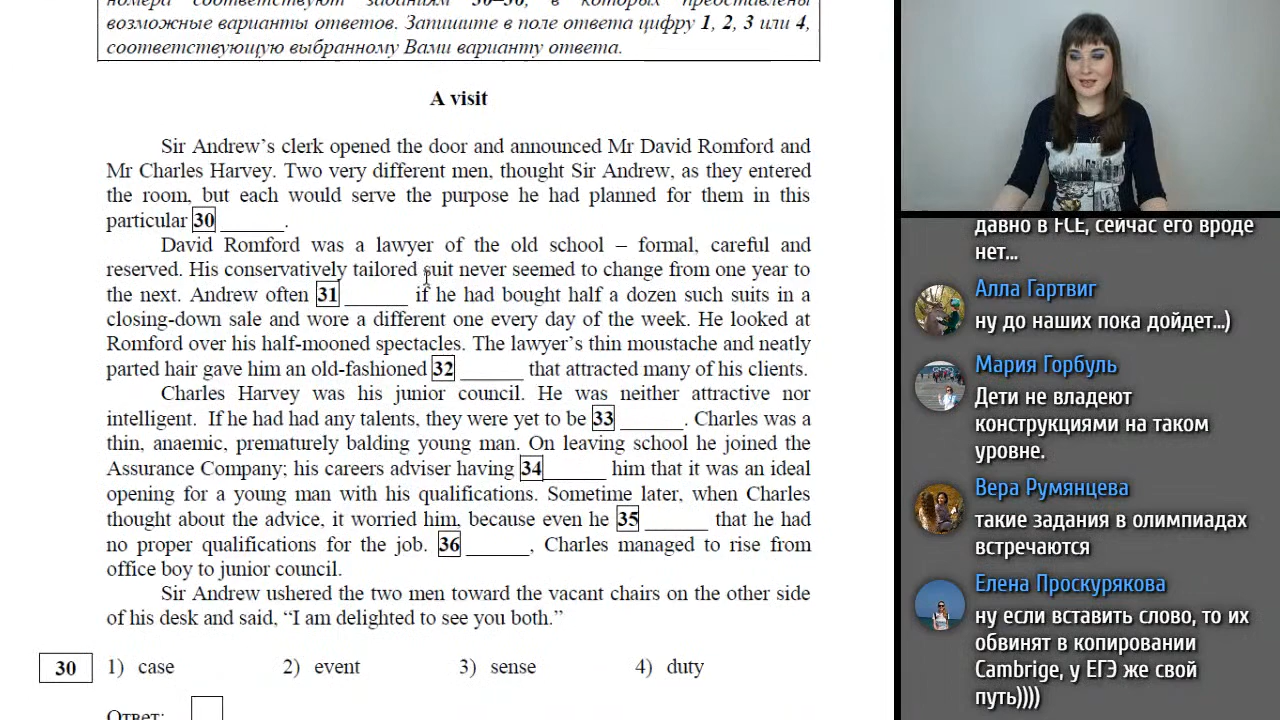 номера соответствуют заданиям 30–36, в которых представлены
возможные варианты ответов. Запишите в поле ответа цифру 1, 2, 3 или 4,
соответствующую выбранному Вами варианту ответа.
A visit
Sir Andrew’s clerk opened the door and announced Mr David Romford and
Mr Charles Harvey. Two very different men, thought Sir Andrew, as they entered
the room, but each would serve the purpose he had planned for them in this
particular 30 ______.
David Romford was a lawyer of the old school – formal, careful and
reserved. His conservatively tailored suit never seemed to change from one year to
the next. Andrew often 31 ______ if he had bought half a dozen such suits in a
closing-down sale and wore a different one every day of the week. He looked at
Romford over his half-mooned spectacles. The lawyer’s thin moustache and neatly
parted hair gave him an old-fashioned 32 ______ that attracted many of his clients.
Charles Harvey was his junior council. He was neither attractive nor
intelligent. If he had had any talents, they were yet to be 33 ______. Charles was a
thin, anaemic, prematurely balding young man. On leaving school he joined the
Assurance Company; his careers adviser having 34 ______ him that it was an ideal
opening for a young man with his qualifications. Sometime later, when Charles
thought about the advice, it worried him, because even he 35 ______ that he had
no proper qualifications for the job. 36 ______, Charles managed to rise from
office boy to junior council.
Sir Andrew ushered the two men toward the vacant chairs on the other side
of his desk and said, “I am delighted to see you both.”
30 1) case 2) event 3) sense 4) duty
Ответ:
давно в FCE, сейчас его вроде
нет...
Алла Гартвиг
ну до наших пока дойдет...)
Мария Горбуль
Дети не владеют
конструкциями на таком
уровне.
Вера Румянцева
такие задания в олимпиадах
встречаются
Елена Проскурякова
ну если вставить слово, то их
обвинят в копировании
Cambrige, у ЕГЭ же свой
путь))))